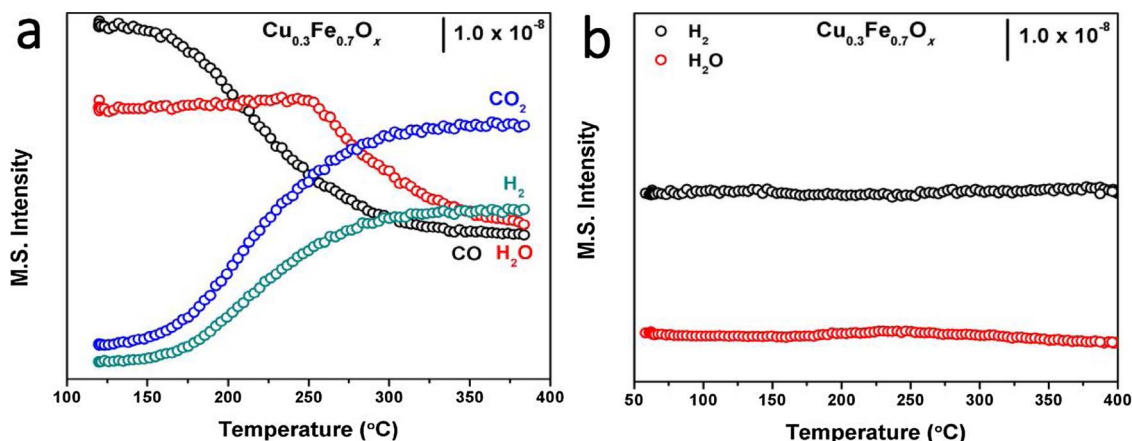 a
Cu0.3Fe0.7Ox
1.0 x 10-8
CO2
H2
CO H2O
M.S. Intensity
100 150 200 250 300 350 400
Temperature (oC)
b
H2
H2O
Cu0.3Fe0.7Ox
1.0 x 10-8
M.S. Intensity
50 100 150 200 250 300 350 400
Temperature (oC)